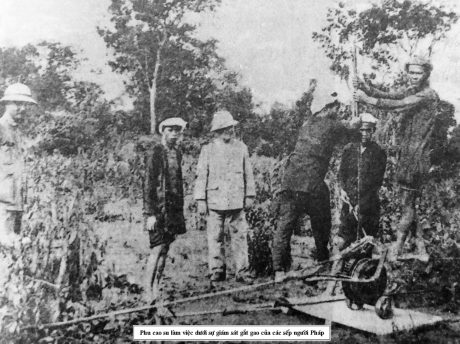 Phu cao su làm việc dưới sự giám sát gắt gao của các sếp người Pháp